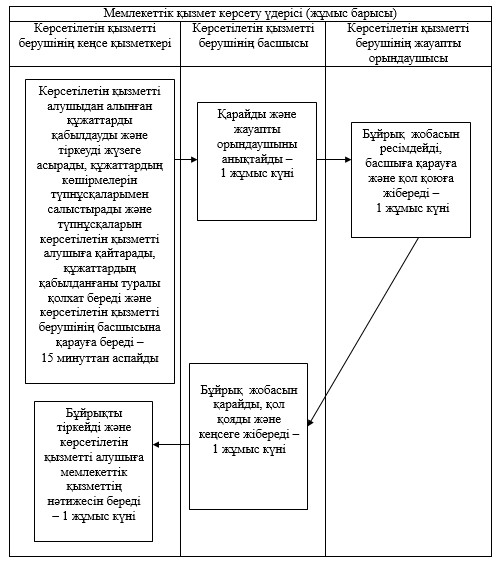 Мемлекеттік қызмет көрсету үдерісі (жұмыс барысы)
Көрсетілетін қызметті
берушінің кеңсе қызметкері
Көрсетілетін қызметті
берушінің басшысы
Көрсетілетін қызметті
берушінің жауапты
орындаушысы
Көрсетілетін қызметті
алушыдан алынған
құжаттарды
қабылдауды және
тіркеуді жүзеге
асырады, құжаттардың
көшірмелерін
түпнұсқаларымен
салыстырады және
түпнұсқаларын
көрсетілетін қызметті
алушыға қайтарады,
құжаттардың
қабылданғаны туралы
қолхат береді және
көрсетілетін қызметті
берушінің басшысына
қарауға береді –
15 минуттан аспайды
Қарайды және
жауапты
орындаушыны
анықтайды –
1 жұмыс күні
Бұйрық жобасын
ресімдейді,
басшыға қарауға
және қол қоюға
жібереді –
1 жұмыс күні
Бұйрық жобасын
қарайды, қол
қояды және
кеңсеге жібереді –
1 жұмыс күні
Бұйрықты
тіркейді және
көрсетілетін
қызметті алушыға
мемлекеттік
қызметтің
нәтижесін береді
– 1 жұмыс күні